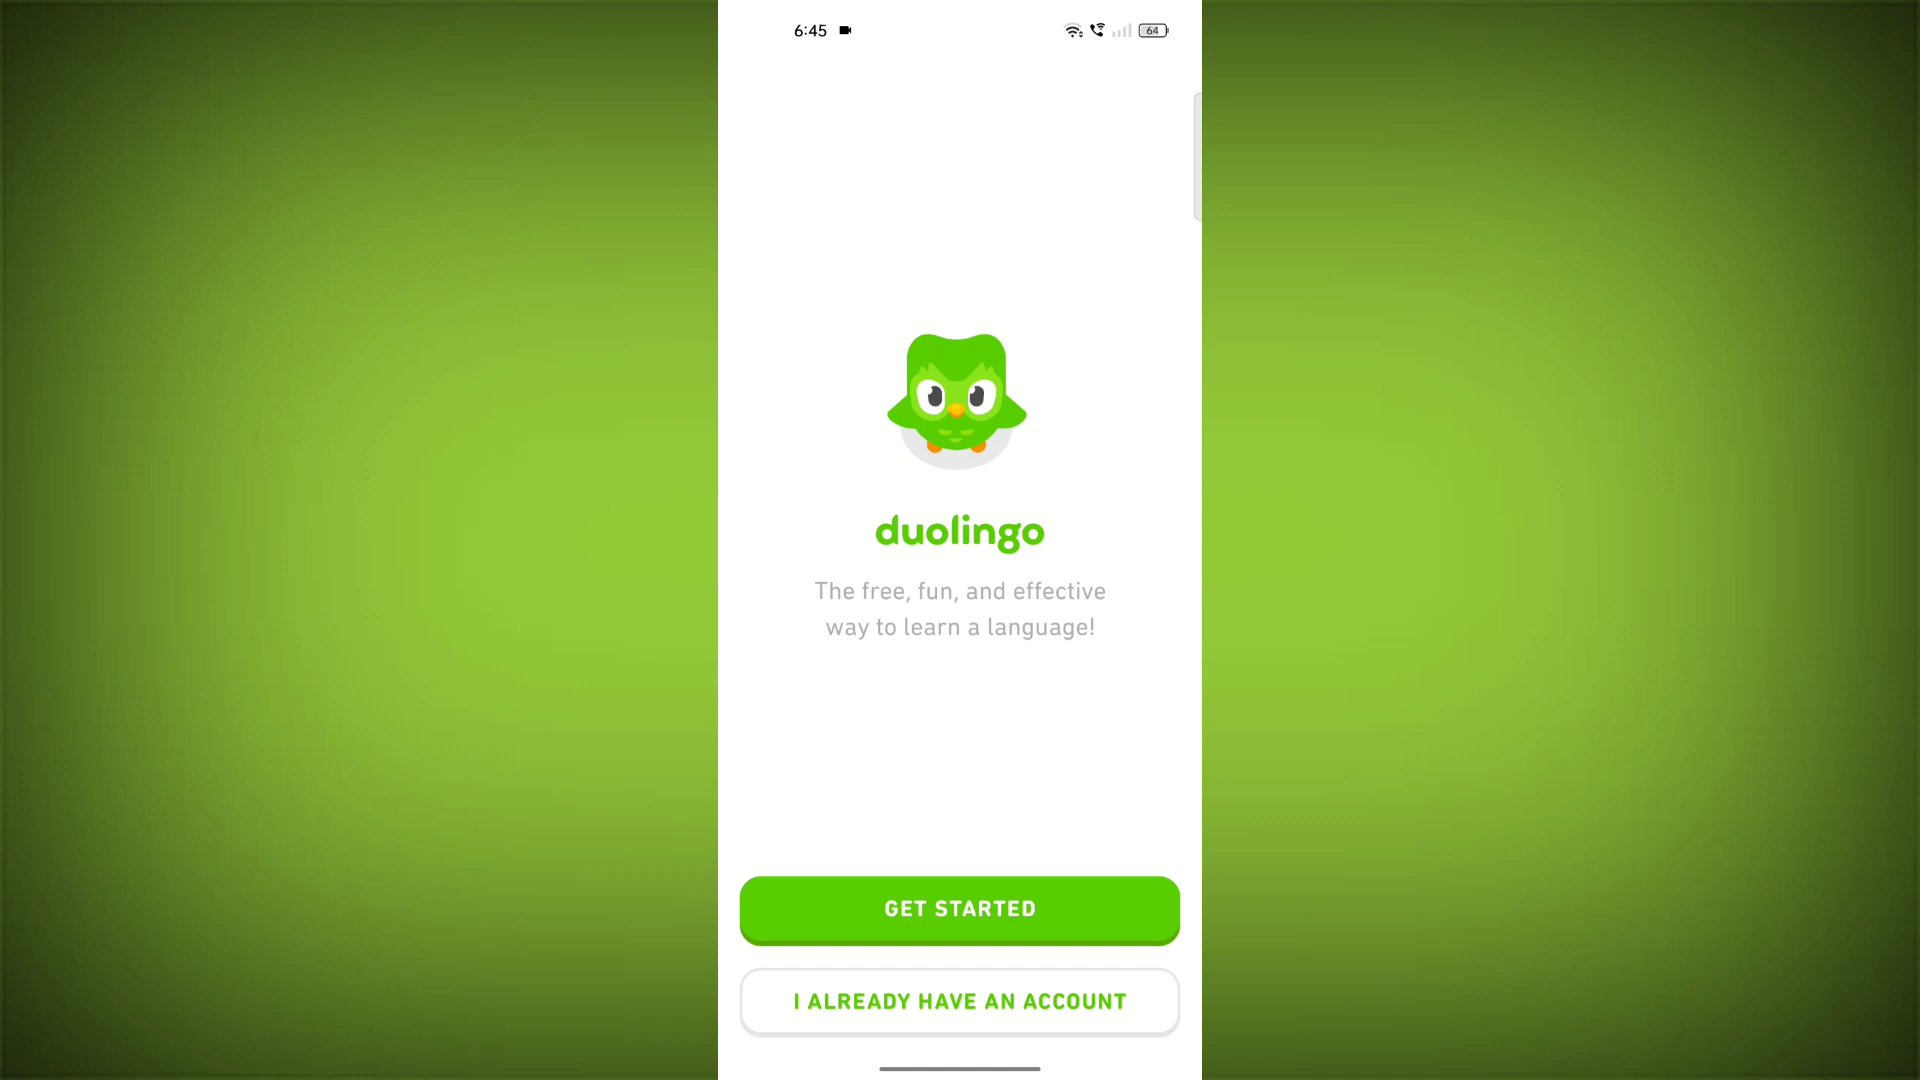 6:45
64
duolingo
The free, fun, and effective
way to learn a language!
GET STARTED
I ALREADY HAVE AN ACCOUNT